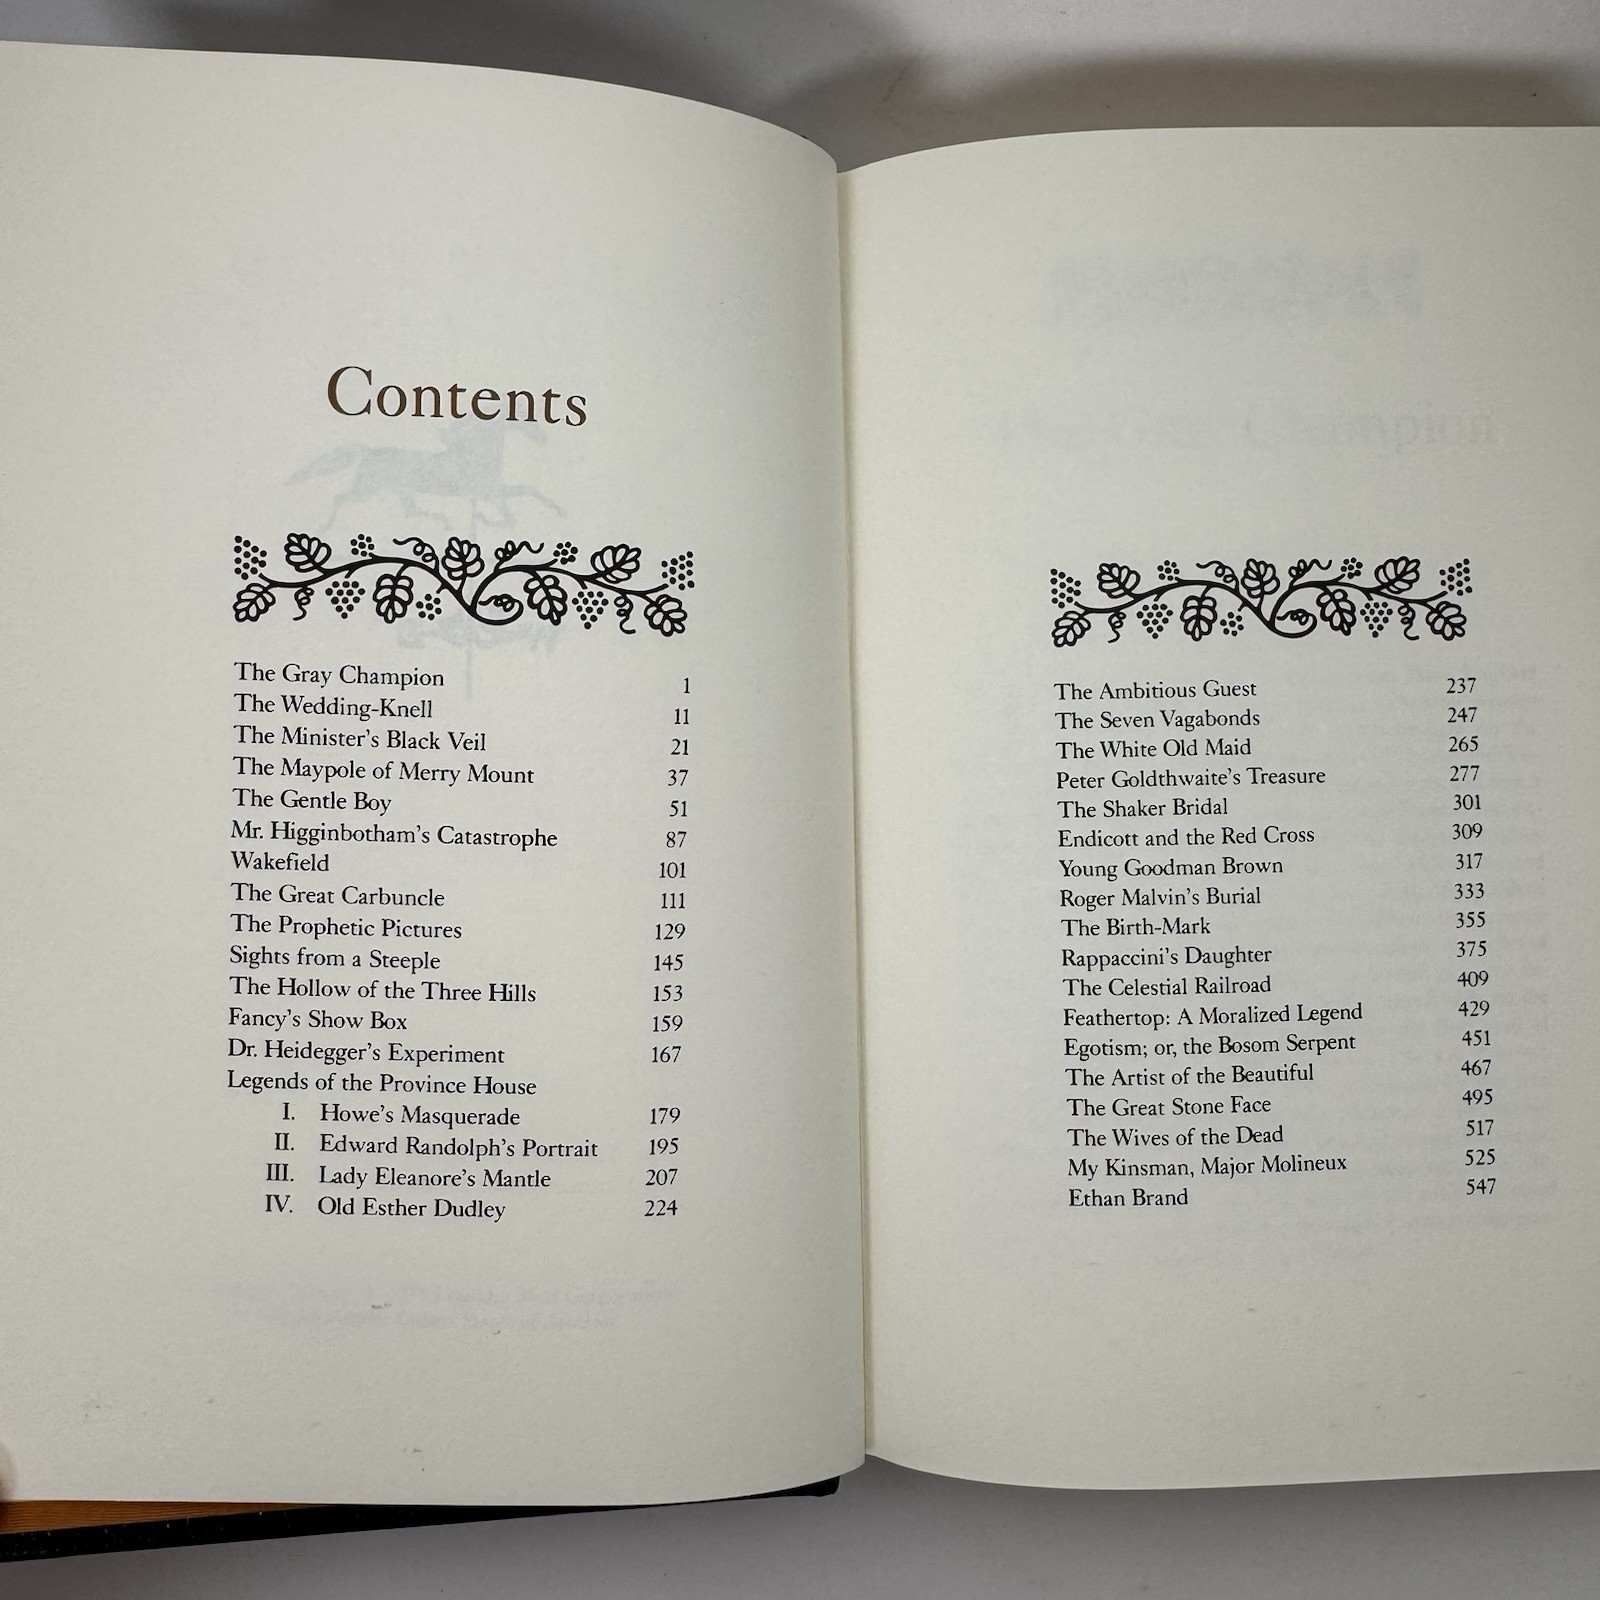 Contents
The Gray Champion 1
The Wedding-Knell 11
The Minister's Black Veil 21
The Maypole of Merry Mount 37
The Gentle Boy 51
Mr. Higginbotham's Catastrophe 87
Wakefield 101
The Great Carbuncle 111
The Prophetic Pictures 129
Sights from a Steeple 145
The Hollow of the Three Hills 153
Fancy's Show Box 159
Dr. Heidegger's Experiment 167
Legends of the Province House
I. Howe's Masquerade 179
II. Edward Randolph's Portrait 195
III. Lady Eleanore's Mantle 207
IV. Old Esther Dudley 224
The Ambitious Guest 237
The Seven Vagabonds 247
The White Old Maid 265
Peter Goldthwaite's Treasure 277
The Shaker Bridal 301
Endicott and the Red Cross 309
Young Goodman Brown 317
Roger Malvin's Burial 333
The Birth-Mark 355
Rappaccini's Daughter 375
The Celestial Railroad 409
Feathertop: A Moralized Legend 429
Egotism; or, the Bosom Serpent 451
The Artist of the Beautiful 467
The Great Stone Face 495
The Wives of the Dead 517
My Kinsman, Major Molineux 525
Ethan Brand 547